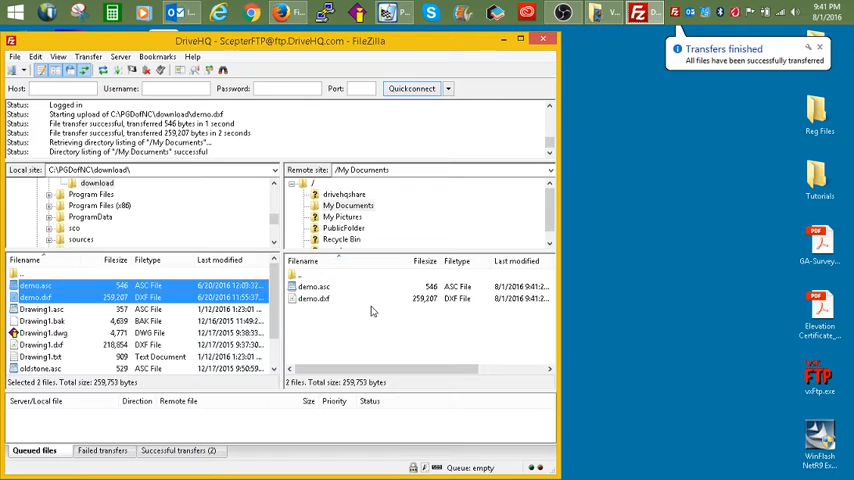 9:41 PM
8/1/2016
DriveHQ - ScepterFTP@ftp.DriveHQ.com - FileZilla
File Edit View Transfer Server Bookmarks Help
Host: Username: Password: Port: Quickconnect
Status: Logged in
Status: Starting upload of C:\PGDofNC\download\demo.dxf
Status: File transfer successful, transferred 546 bytes in 1 second
Status: File transfer successful, transferred 259,207 bytes in 2 seconds
Status: Retrieving directory listing of "/My Documents"...
Status: Directory listing of "/My Documents" successful
Local site: C:\PGDofNC\download\
download
Program Files
Program Files (x86)
ProgramData
sco
sources
Remote site: /My Documents
/
drivehqshare
My Documents
My Pictures
PublicFolder
Recycle Bin
Filename Filesize Filetype Last modified
..
demo.asc 546 ASC File 6/20/2016 12:03:32...
demo.dxf 259,207 DXF File 6/20/2016 11:55:37...
Drawing1.asc 357 ASC File 1/12/2016 1:23:01 ...
Drawing1.bak 4,639 BAK File 12/16/2015 11:49:2...
Drawing1.dwg 4,771 DWG File 12/17/2015 9:38:33...
Drawing1.dxf 218,854 DXF File 12/17/2015 9:37:30...
Drawing1.txt 909 Text Document 1/12/2016 1:23:01 ...
oldstone.asc 529 ASC File 12/17/2015 9:50:59...
Selected 2 files. Total size: 259,753 bytes
Filename Filesize Filetype Last modified
..
demo.asc 546 ASC File 8/1/2016 9:41:2...
demo.dxf 259,207 DXF File 8/1/2016 9:41:2...
2 files. Total size: 259,753 bytes
Server/Local file Direction Remote file Size Priority Status
Queued files Failed transfers Successful transfers (2)
Queue: empty
Transfers finished
All files have been successfully transferred
Reg Files
Tutorials
PDF
GA-Survey...
PDF
Elevation
Certificate_...
VXC
FTP
vxFtp.exe
WinFlash
NetR9 Ex...